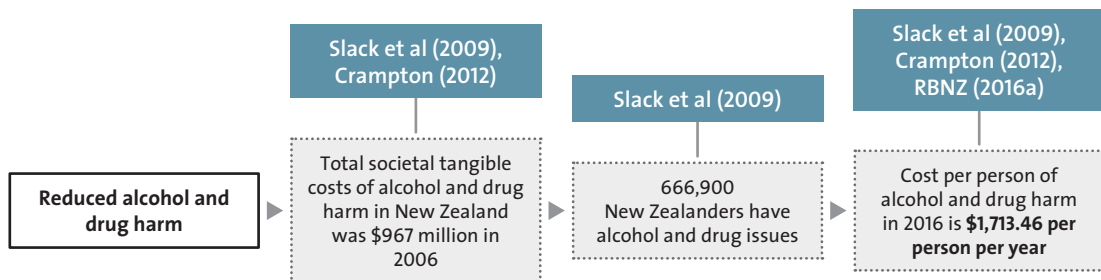 Slack et al (2009),
Crampton (2012)
Slack et al (2009)
Slack et al (2009),
Crampton (2012),
RBNZ (2016a)
Reduced alcohol and
drug harm
Total societal tangible
costs of alcohol and drug
harm in New Zealand
was $967 million in
2006
666,900
New Zealanders have
alcohol and drug issues
Cost per person of
alcohol and drug harm
in 2016 is $1,713.46 per
person per year